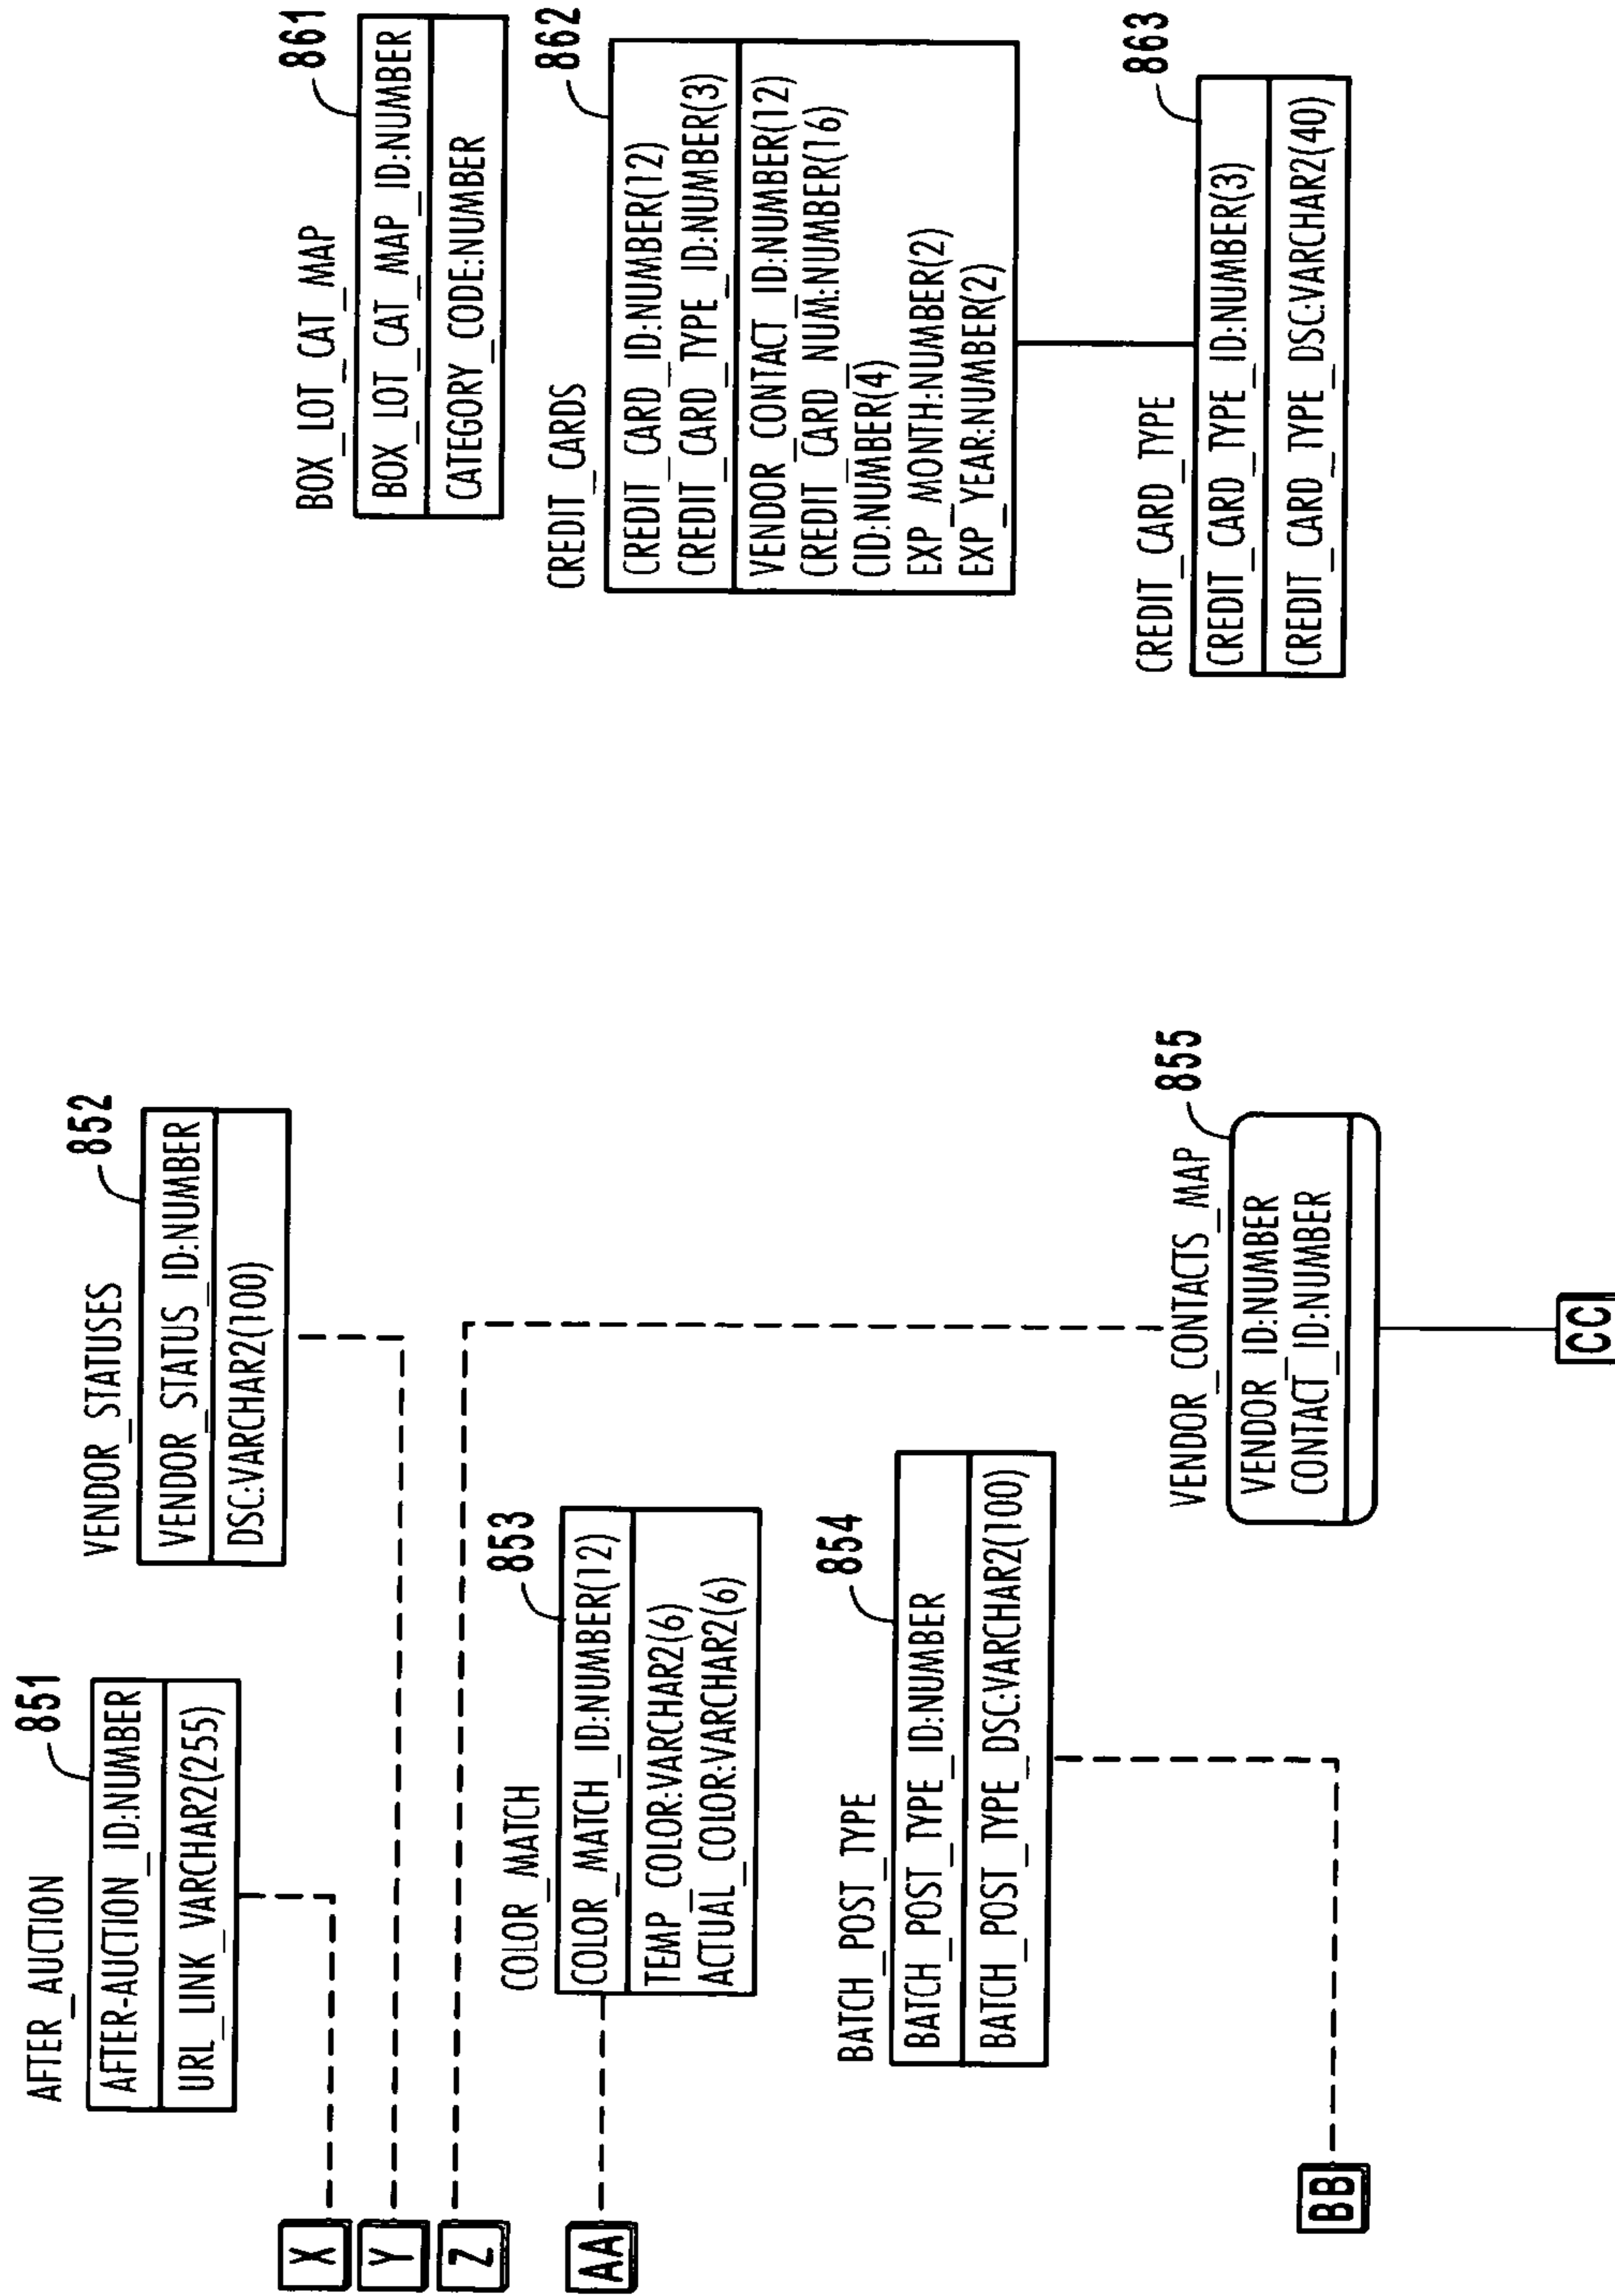 AFTER_AUCTION
851
AFTER-AUCTION_ID:NUMBER
URL_LINK_VARCHAR2(255)
VENDOR_STATUSES
852
VENDOR_STATUS_ID:NUMBER
DSC:VARCHAR2(100)
X
Y
Z
COLOR_MATCH
853
COLOR_MATCH_ID:NUMBER(12)
TEMP_COLOR:VARCHAR2(6)
ACTUAL_COLOR:VARCHAR2(6)
AA
BATCH_POST_TYPE
854
BATCH_POST_TYPE_ID:NUMBER
BATCH_POST_TYPE_DSC:VARCHAR2(100)
VENDOR_CONTACTS_MAP
855
VENDOR_ID:NUMBER
CONTACT_ID:NUMBER
BB
CC
BOX_LOT_CAT_MAP
861
BOX_LOT_CAT_MAP_ID:NUMBER
CATEGORY_CODE:NUMBER
CREDIT_CARDS
862
CREDIT_CARD_ID:NUMBER(12)
CREDIT_CARD_TYPE_ID:NUMBER(3)
VENDOR_CONTACT_ID:NUMBER(12)
CREDIT_CARD_NUM:NUMBER(16)
CID:NUMBER(4)
EXP_MONTH:NUMBER(2)
EXP_YEAR:NUMBER(2)
CREDIT_CARD_TYPE
863
CREDIT_CARD_TYPE_ID:NUMBER(3)
CREDIT_CARD_TYPE_DSC:VARCHAR2(40)